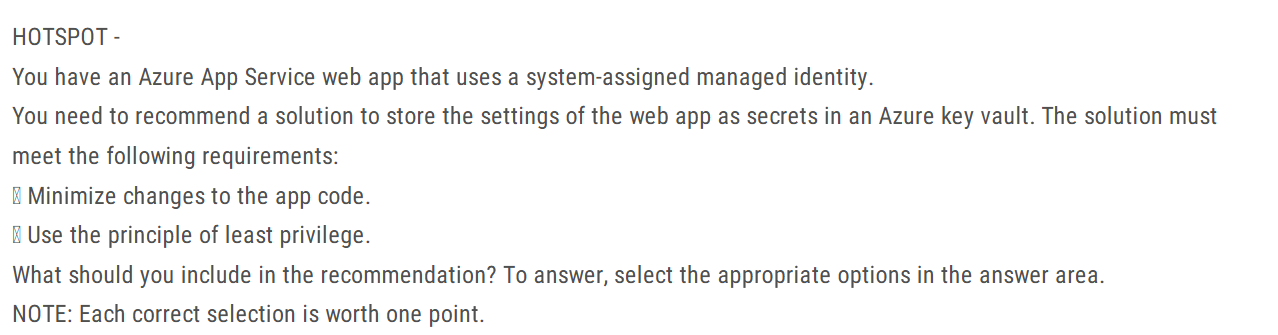 HOTSPOT -
You have an Azure App Service web app that uses a system-assigned managed identity.
You need to recommend a solution to store the settings of the web app as secrets in an Azure key vault. The solution must
meet the following requirements:
Minimize changes to the app code.
Use the principle of least privilege.
What should you include in the recommendation? To answer, select the appropriate options in the answer area.
NOTE: Each correct selection is worth one point.